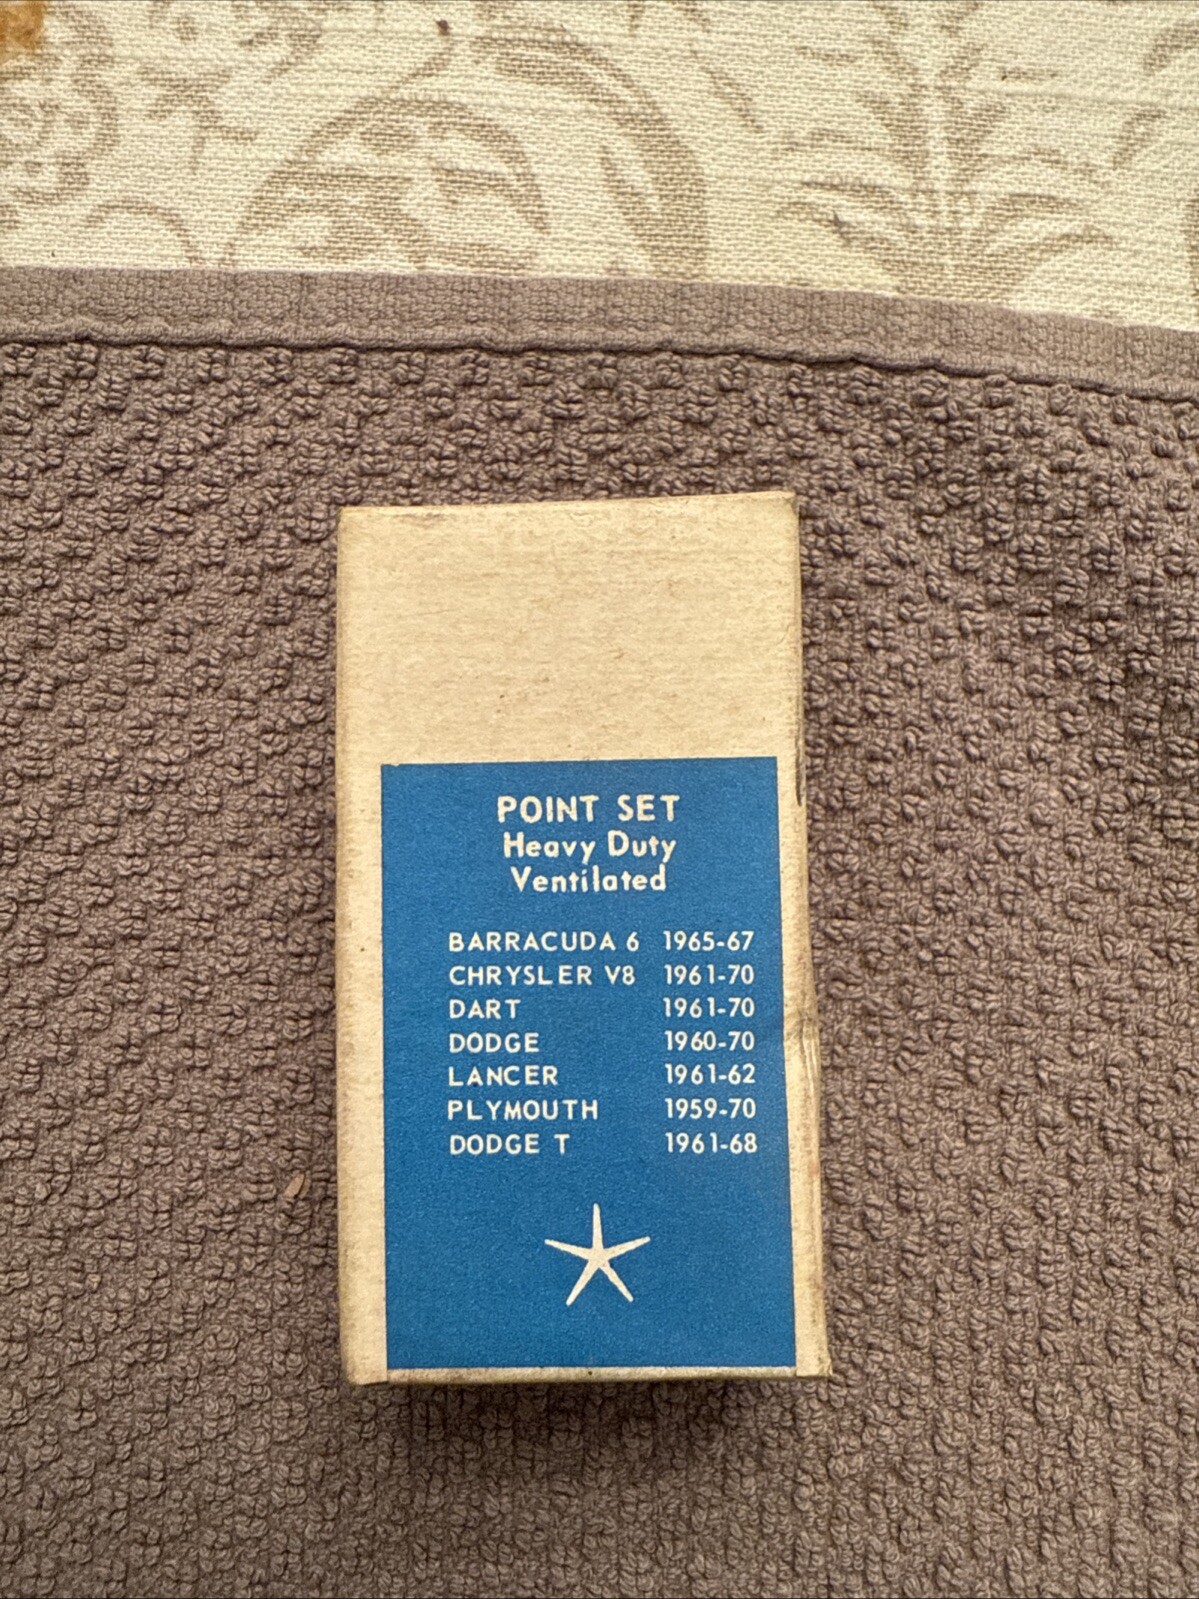 POINT SET
Heavy Duty
Ventilated
BARRACUDA 6 1965-67
CHRYSLER V8 1961-70
DART 1961-70
DODGE 1960-70
LANCER 1961-62
PLYMOUTH 1959-70
DODGE T 1961-68